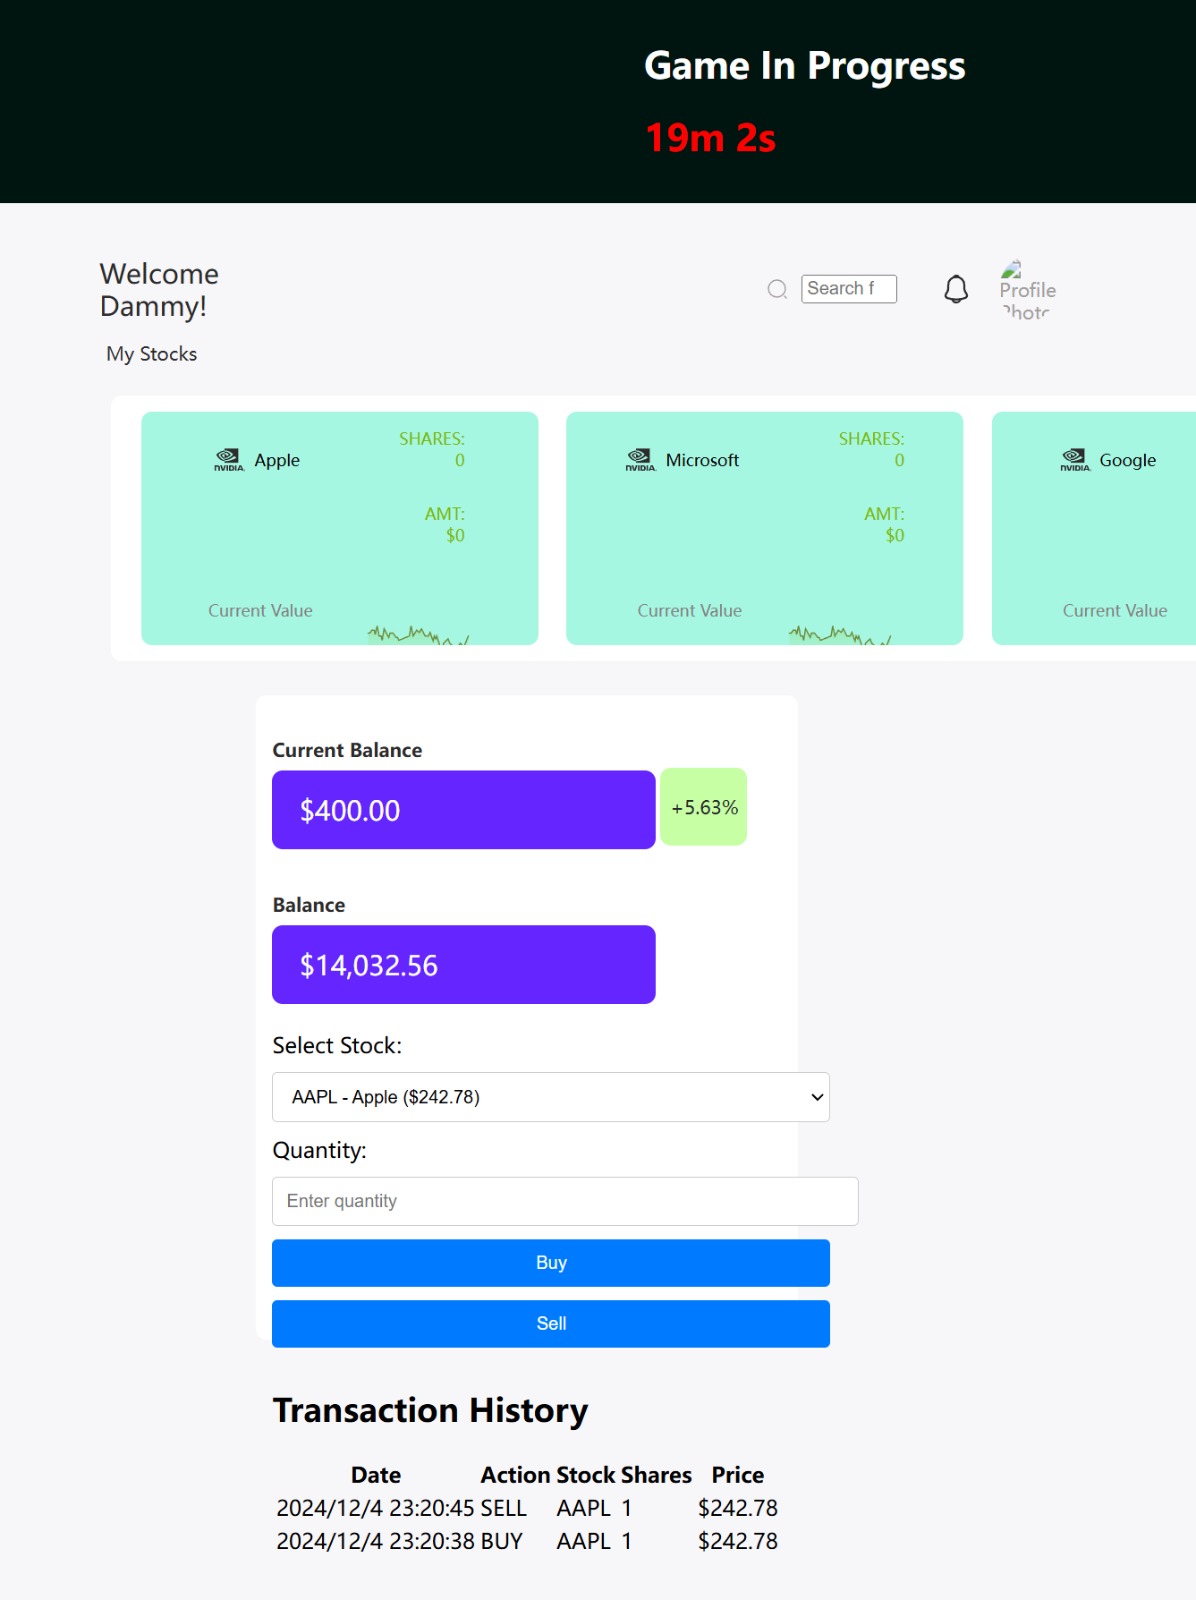 Game In Progress
19m 2s
Welcome
Dammy!
Search f
Profile
Photo
My Stocks
nVIDIA.
Apple
SHARES:
0
AMT:
$0
Current Value
nVIDIA.
Microsoft
SHARES:
0
AMT:
$0
Current Value
nVIDIA.
Google
Current Value
Current Balance
$400.00
+5.63%
Balance
$14,032.56
Select Stock:
AAPL - Apple ($242.78)
Quantity:
Enter quantity
Buy
Sell
Transaction History
Date Action Stock Shares Price
2024/12/4 23:20:45 SELL AAPL 1 $242.78
2024/12/4 23:20:38 BUY AAPL 1 $242.78